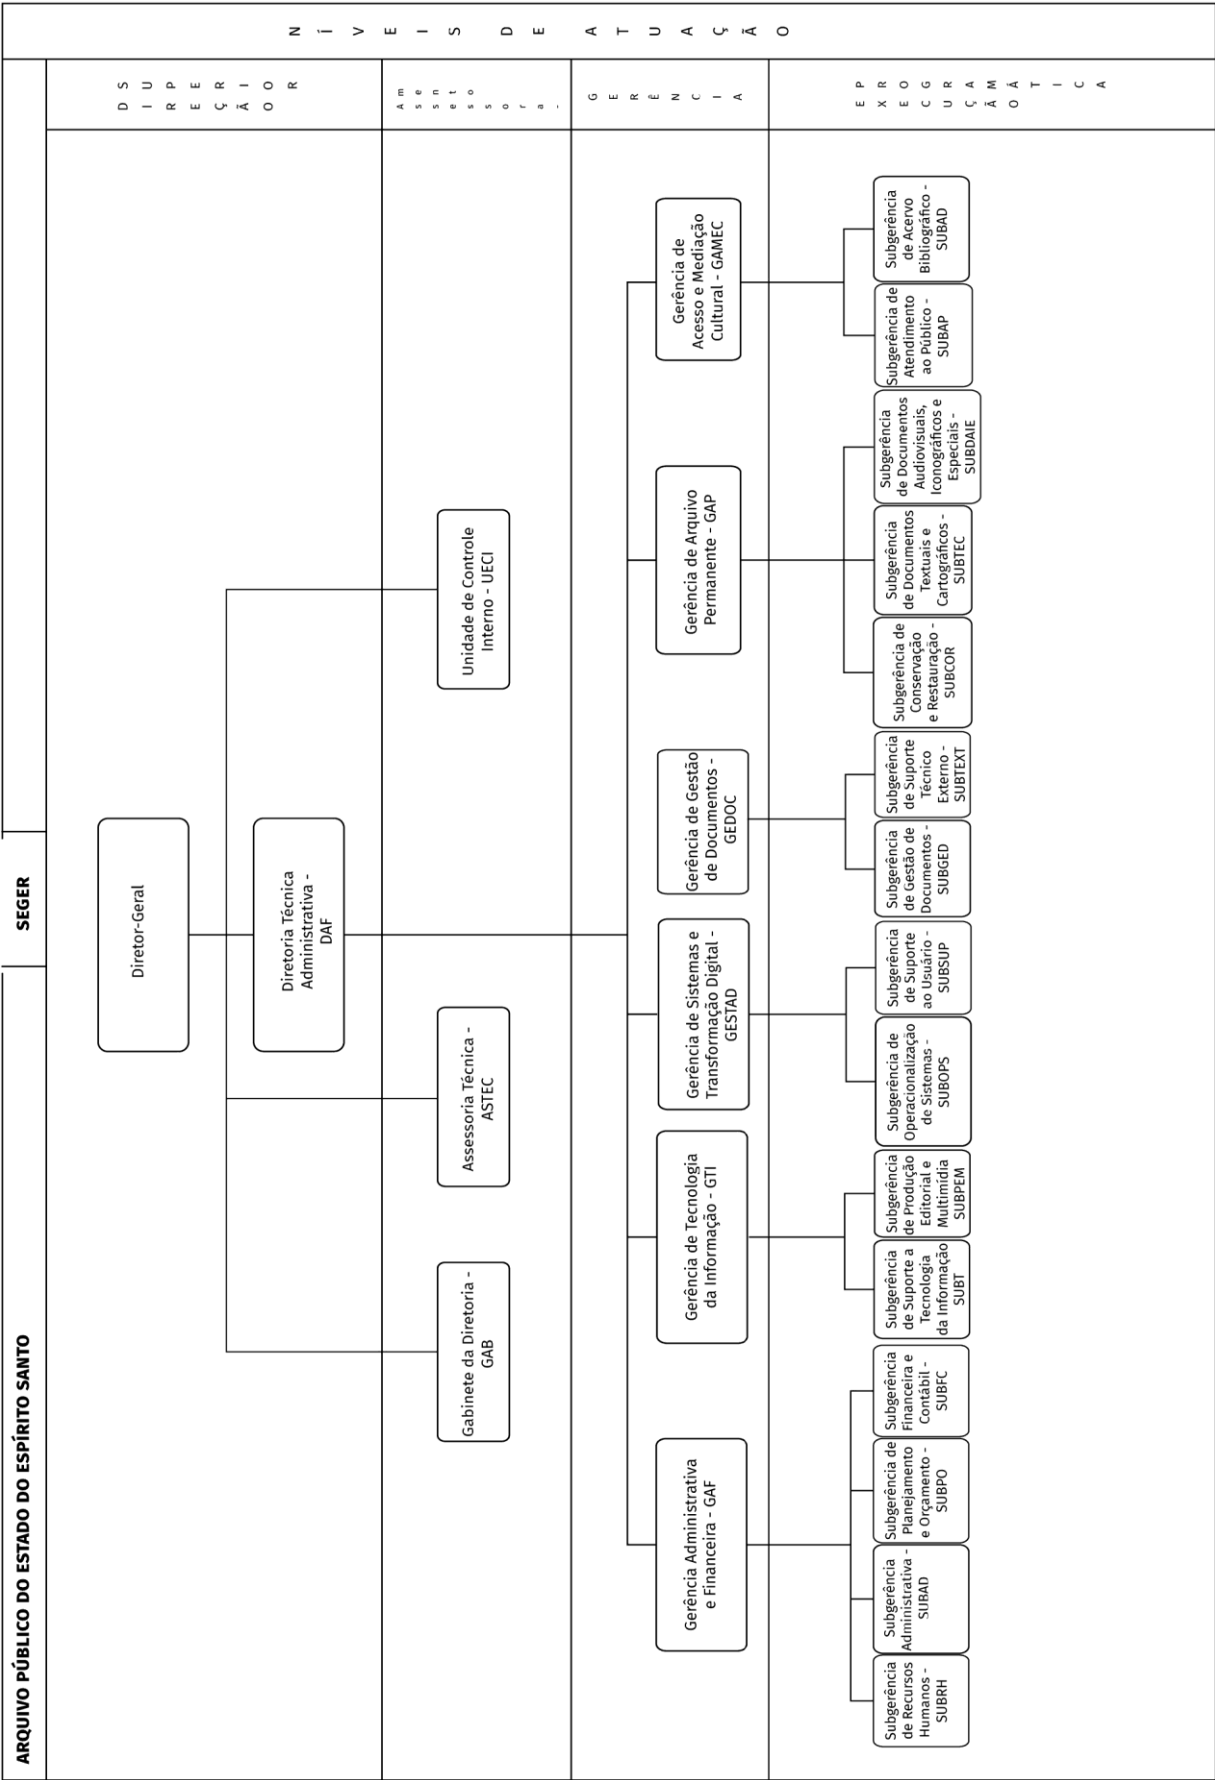 ARQUIVO PÚBLICO DO ESTADO DO ESPÍRITO SANTO
SEGER
NÍVEIS DE ATUAÇÃO
DIREÇÃO
SUPERIOR
Diretor-Geral
Diretoria Técnica
Administrativa -
DAF
Assessora-
mento
Gabinete da Diretoria -
GAB
Assessoria Técnica -
ASTEC
Unidade de Controle
Interno - UECI
GERÊNCIA
Gerência Administrativa
e Financeira - GAF
Gerência de Tecnologia
da Informação - GTI
Gerência de Sistemas e
Transformação Digital -
GESTAD
Gerência de Gestão
de Documentos -
GEDOC
Gerência de Arquivo
Permanente - GAP
Gerência de
Acesso e Mediação
Cultural - GAMEC
EXECUÇÃO
PROGRAMÁTICA
Subgerência
de Recursos
Humanos -
SUBRH
Subgerência
Administrativa -
SUBAD
Subgerência de
Planejamento
e Orçamento -
SUBPO
Subgerência
Financeira e
Contábil -
SUBFC
Subgerência
de Suporte a
Tecnologia
da Informação
SUBT
Subgerência
de Produção
Editorial e
Multimídia
SUBPEM
Subgerência de
Operacionalização
de Sistemas -
SUBOPS
Subgerência
de Suporte
ao Usuário -
SUBSUP
Subgerência
de Gestão de
Documentos -
SUBGED
Subgerência
de Suporte
Técnico
Externo -
SUBTEXT
Subgerência de
Conservação
e Restauração -
SUBCOR
Subgerência
de Documentos
Textuais e
Cartográficos -
SUBTEC
Subgerência
de Documentos
Audiovisuais,
Iconográficos e
Especiais -
SUBDAIE
Subgerência de
Atendimento
ao Público -
SUBAP
Subgerência
de Acervo
Bibliográfico -
SUBAD